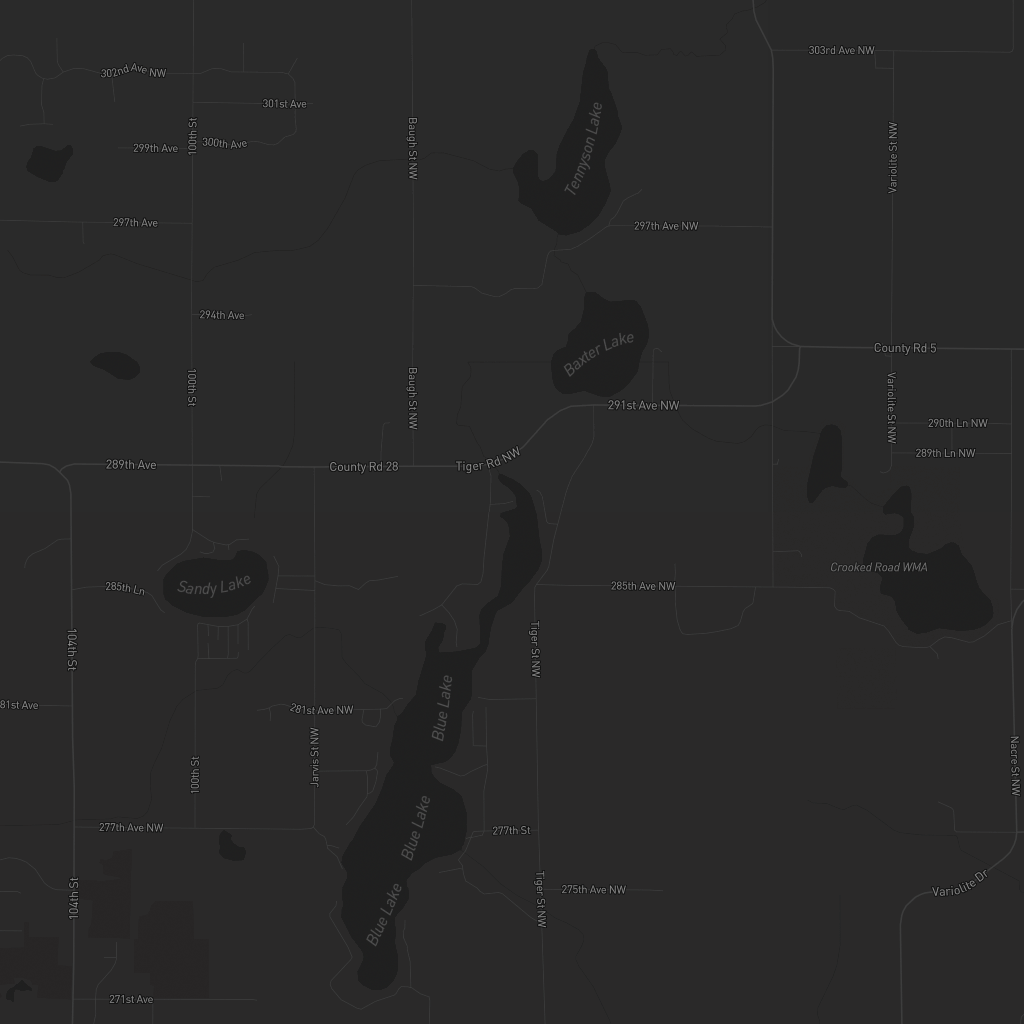 303rd Ave NW
302nd Ave NW
301st Ave
100th St
300th Ave
299th Ave
Baugh St NW
Tennyson Lake
Variolite St NW
297th Ave
297th Ave NW
294th Ave
Baxter Lake
County Rd 5
100th St
Baugh St NW
291st Ave NW
Variolite St NW
290th Ln NW
289th Ln NW
289th Ave
County Rd 28
Tiger Rd NW
Crooked Road WMA
Sandy Lake
285th Ln
285th Ave NW
104th St
Tiger St NW
81st Ave
281st Ave NW
Blue Lake
Jarvis St NW
100th St
Nacre St NW
277th Ave NW
Blue Lake
277th St
104th St
Blue Lake
Tiger St NW
275th Ave NW
Variolite Dr
271st Ave